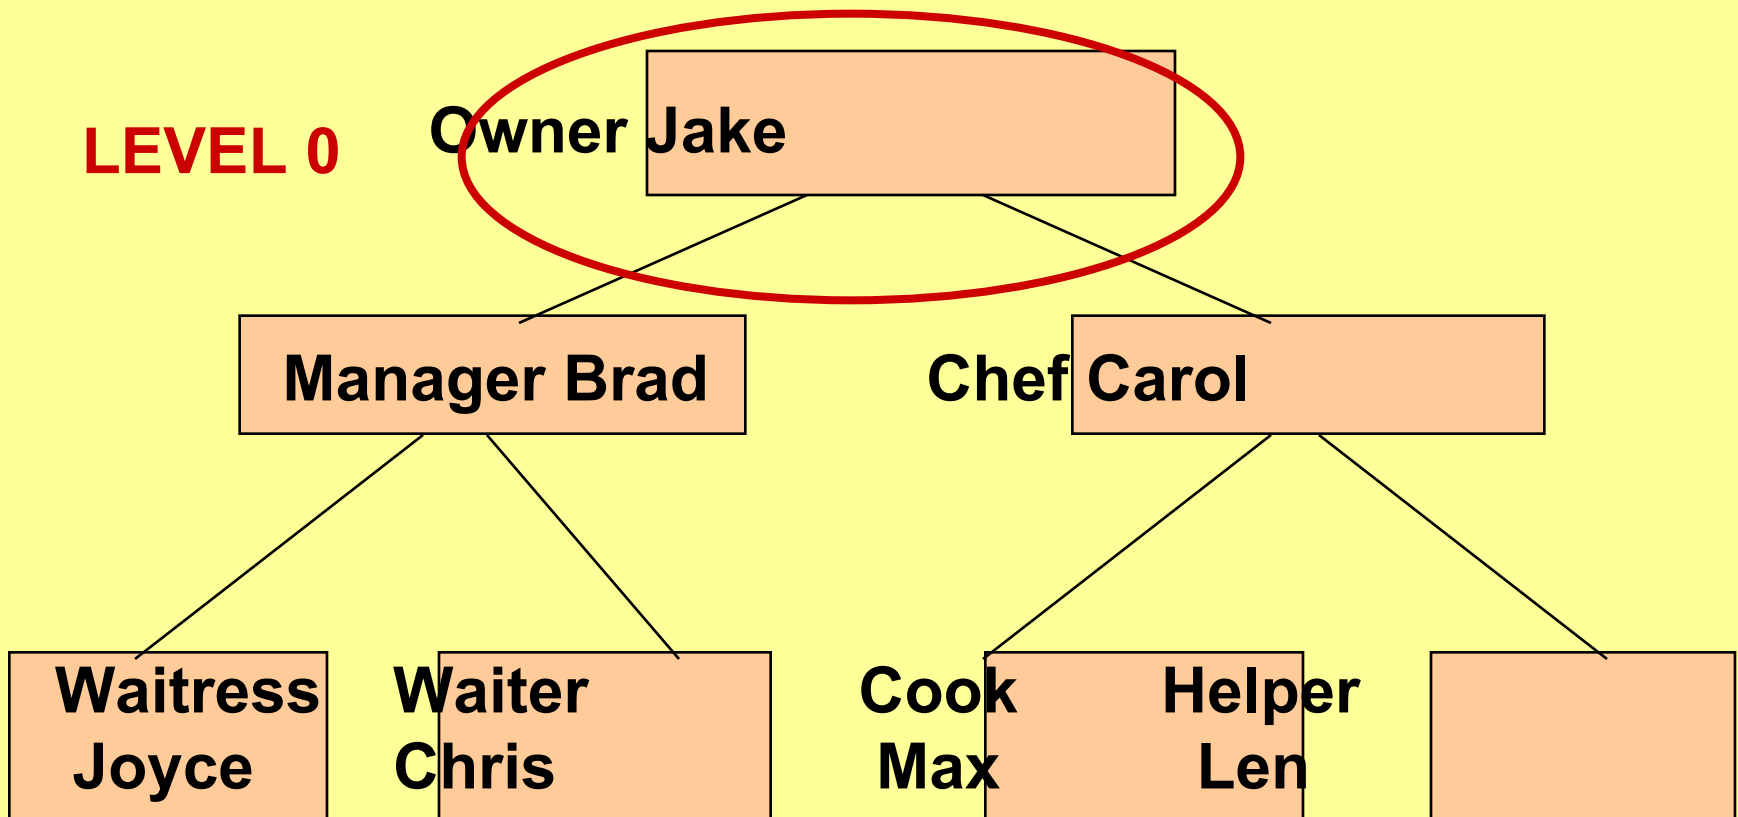 LEVEL 0
Owner Jake
Manager Brad
Chef Carol
Waitress
Joyce
Waiter
Chris
Cook
Max
Helper
Len